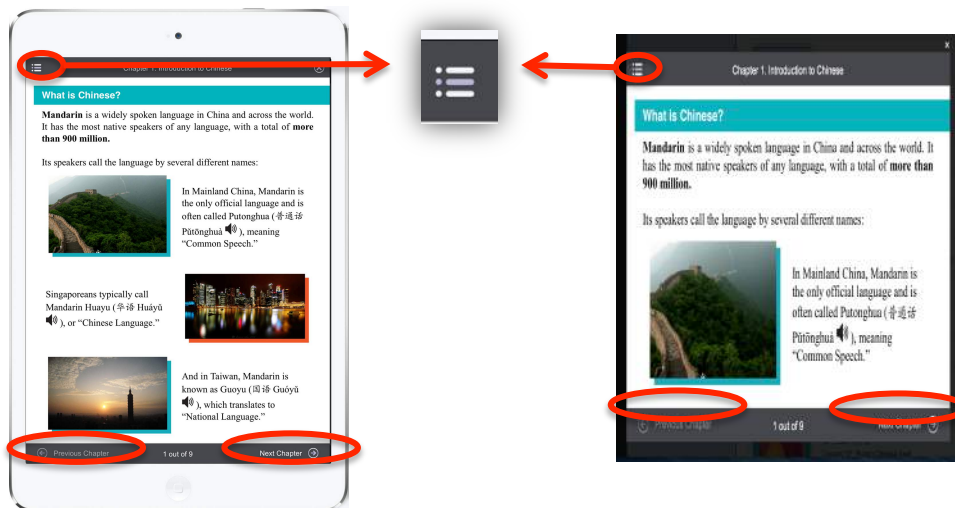 Chapter 1. Introduction to Chinese
What is Chinese?
Mandarin is a widely spoken language in China and across the world.
It has the most native speakers of any language, with a total of more
than 900 million.
Its speakers call the language by several different names:
In Mainland China, Mandarin is
the only official language and is
often called Putonghua (普通话
Pǔtōnghuà ), meaning
“Common Speech.”
Singaporeans typically call
Mandarin Huayu (华语 Huáyǔ
), or “Chinese Language.”
And in Taiwan, Mandarin is
known as Guoyu (国语 Guóyǔ
), which translates to
“National Language.”
Previous Chapter 1 out of 9 Next Chapter
x
Chapter 1. Introduction to Chinese
What is Chinese?
Mandarin is a widely spoken language in China and across the world. It
has the most native speakers of any language, with a total of more than
900 million.
Its speakers call the language by several different names:
In Mainland China, Mandarin is
the only official language and is
often called Putonghua (普通话
Pǔtōnghuà ), meaning
“Common Speech.”
Previous Chapter 1 out of 9 Next Chapter